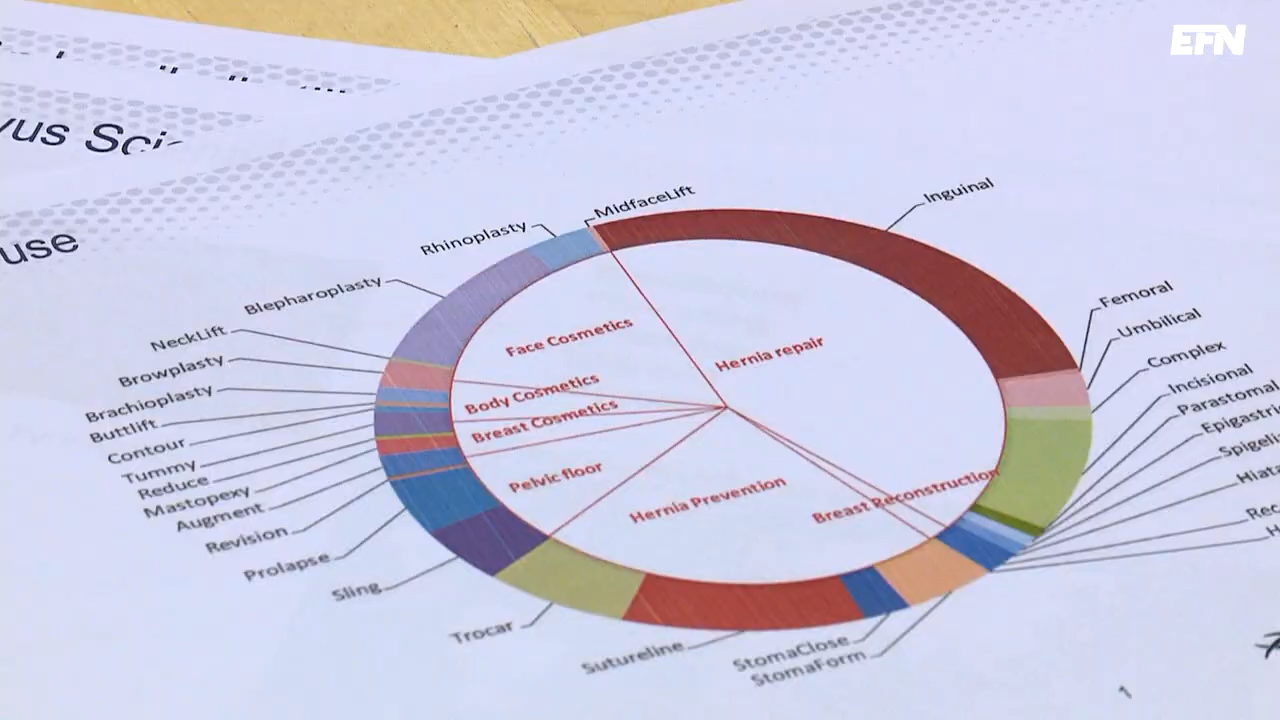 EFN
use
MidfaceLift
Inguinal
Rhinoplasty
Blepharoplasty
NeckLift
Browplasty
Brachioplasty
Buttlift
Contour
Tummy
Reduce
Mastopexy
Augment
Revision
Prolapse
Sling
Trocar
Sutureline
StomaClose
StomaForm
Femoral
Umbilical
Complex
Incisional
Parastomal
Face Cosmetics
Hernia repair
Body Cosmetics
Breast Cosmetics
Pelvic floor
Hernia Prevention
Breast Reconstruction
1